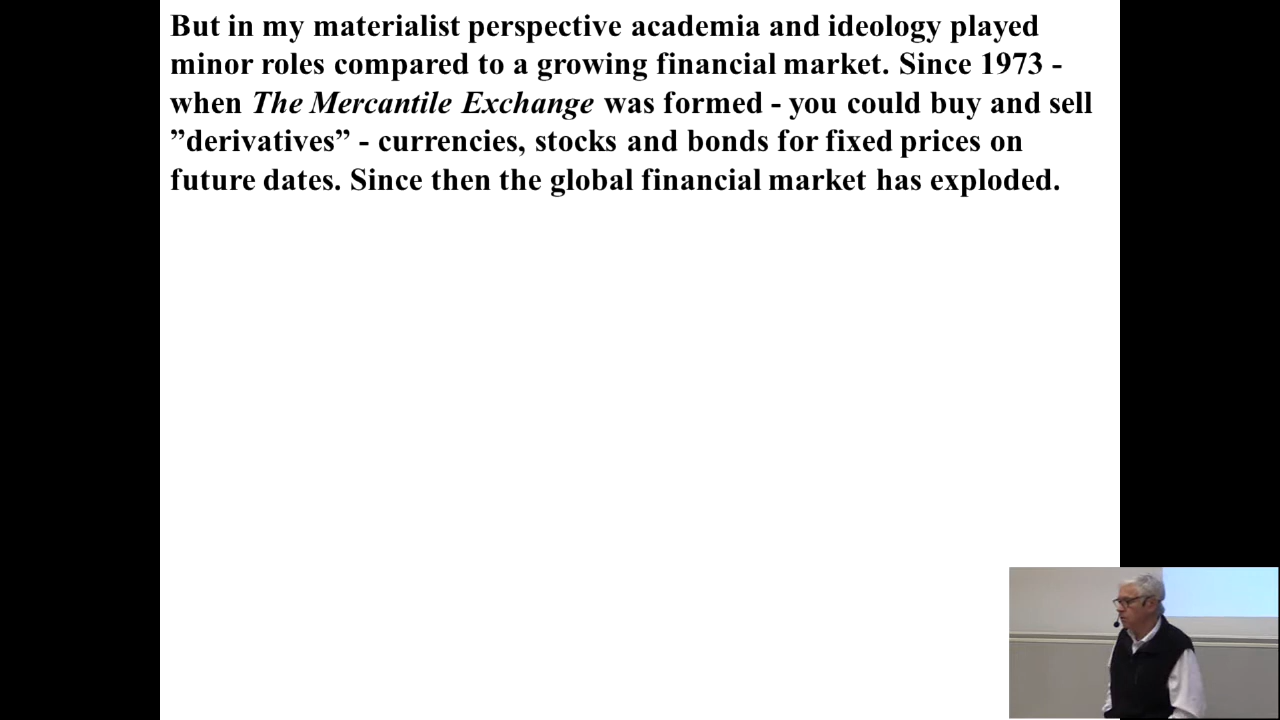 But in my materialist perspective academia and ideology played
minor roles compared to a growing financial market. Since 1973 -
when The Mercantile Exchange was formed - you could buy and sell
”derivatives” - currencies, stocks and bonds for fixed prices on
future dates. Since then the global financial market has exploded.